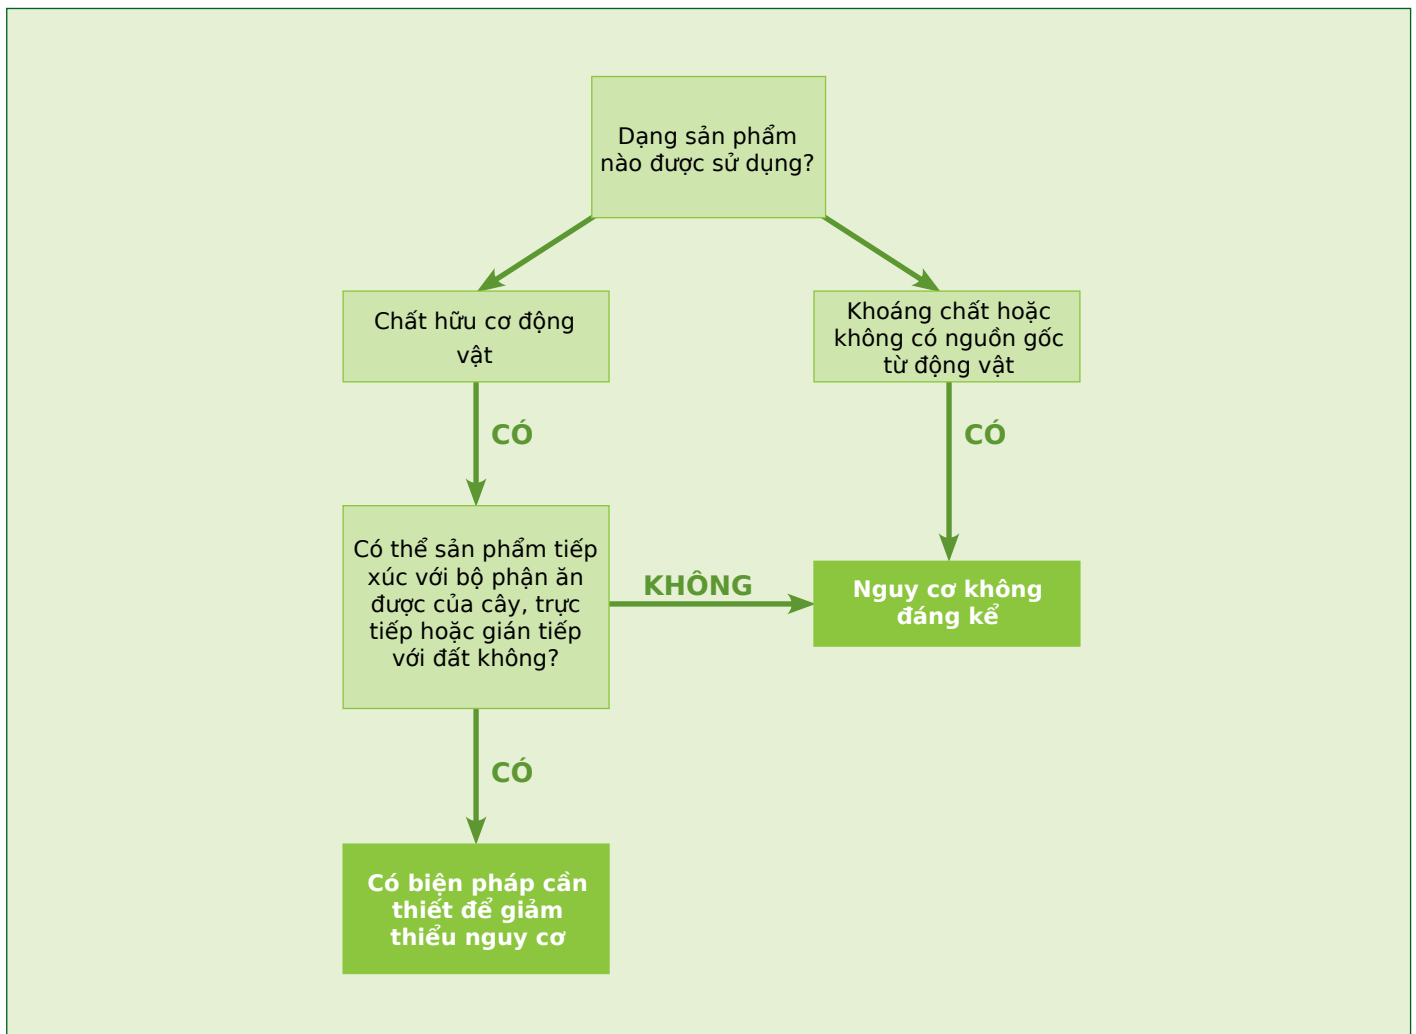 Dạng sản phẩm
nào được sử dụng?
Chất hữu cơ động
vật
Khoáng chất hoặc
không có nguồn gốc
từ động vật
CÓ
CÓ
Có thể sản phẩm tiếp
xúc với bộ phận ăn
được của cây, trực
tiếp hoặc gián tiếp
với đất không?
KHÔNG
Nguy cơ không
đáng kể
CÓ
Có biện pháp cần
thiết để giảm
thiểu nguy cơ